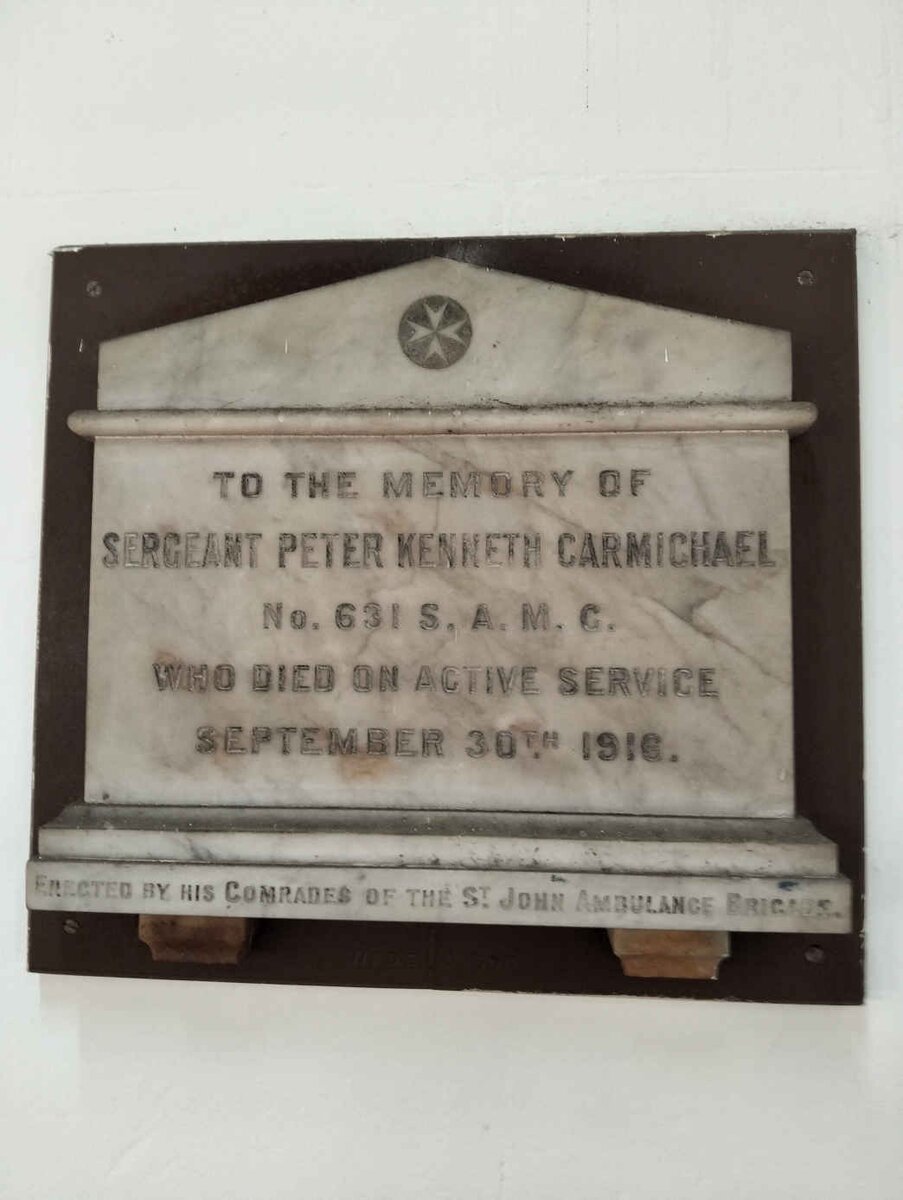 TO THE MEMORY OF
SERGEANT PETER KENNETH CARMICHAEL
No. 631 S. A. M. C.
WHO DIED ON ACTIVE SERVICE
SEPTEMBER 30TH 1916.
ERECTED BY HIS COMRADES OF THE ST JOHN AMBULANCE BRIGADE.